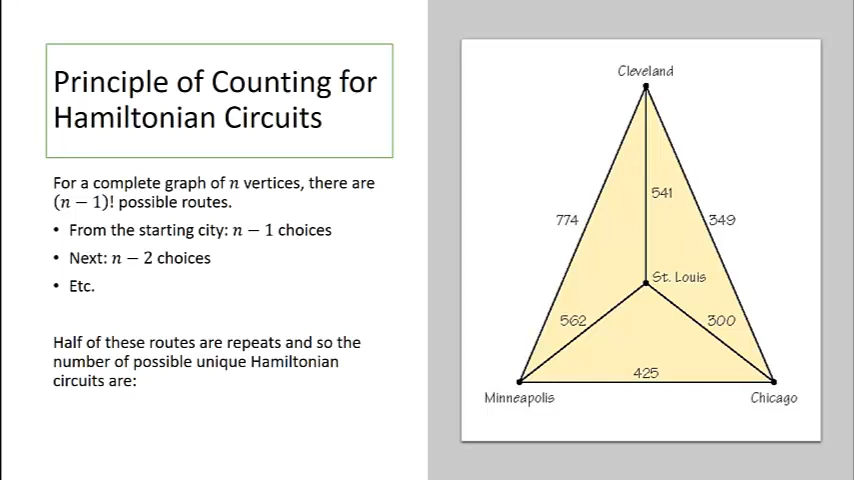 Principle of Counting for
Hamiltonian Circuits
For a complete graph of n vertices, there are
(n − 1)! possible routes.
• From the starting city: n − 1 choices
• Next: n − 2 choices
• Etc.
Half of these routes are repeats and so the
number of possible unique Hamiltonian
circuits are:
Cleveland
541
774
349
St. Louis
562
300
425
Minneapolis
Chicago